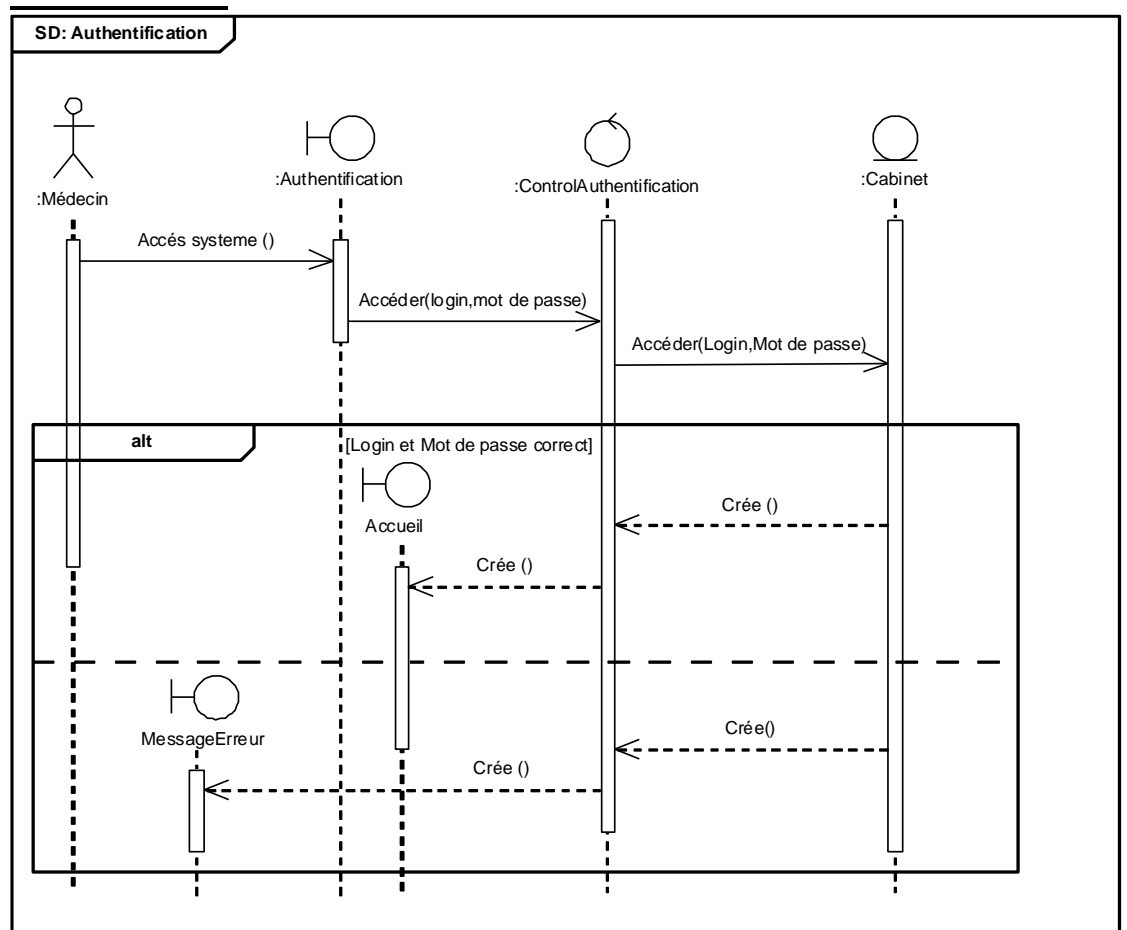 SD: Authentification
:Médecin
:Authentification
:ControlAuthentification
:Cabinet
Accés systeme ()
Accéder(login,mot de passe)
Accéder(Login,Mot de passe)
alt
[Login et Mot de passe correct]
Accueil
Crée ()
Crée ()
MessageErreur
Crée()
Crée ()